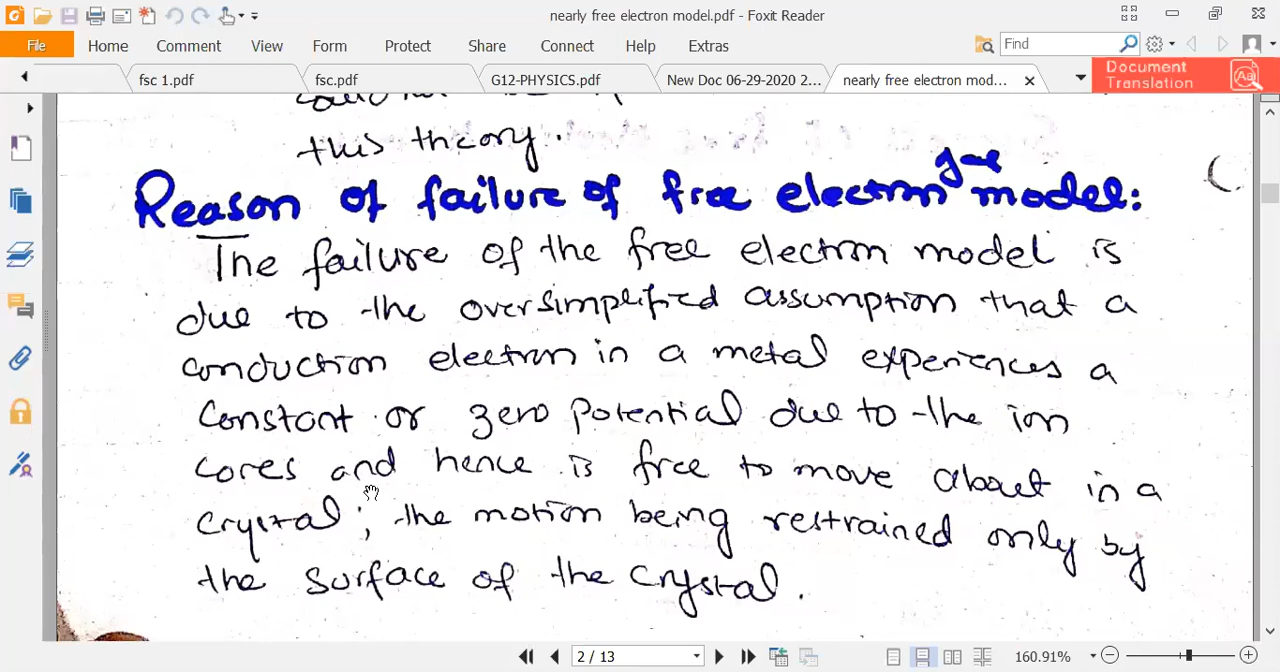 nearly free electron model.pdf - Foxit Reader
File Home Comment View Form Protect Share Connect Help Extras Find
fsc 1.pdf fsc.pdf G12-PHYSICS.pdf New Doc 06-29-2020 2... nearly free electron mod...
Document
Translation
this theory.
gas
Reason of failure of free electron model:
The failure of the free electron model is
due to the oversimplified assumption that a
conduction electron in a metal experiences a
constant or zero potential due to the ion
cores and hence is free to move about in a
crystal; the motion being restrained only by
the surface of the crystal.
2 / 13 160.91%